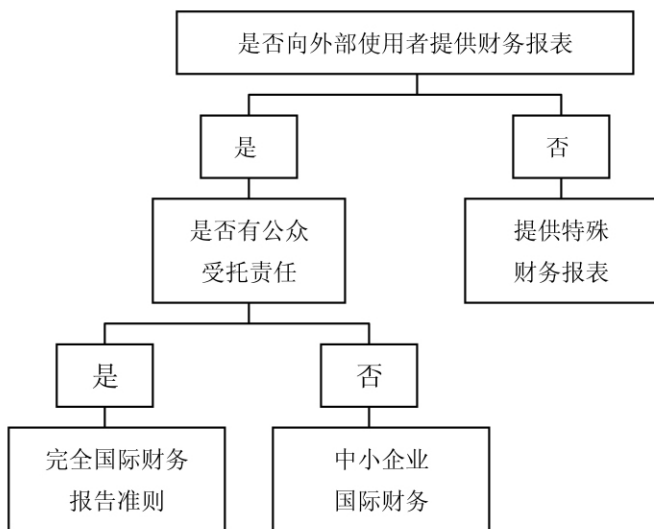 是否向外部使用者提供财务报表
是
否
是否有公众
受托责任
提供特殊
财务报表
是
否
完全国际财务
报告准则
中小企业
国际财务